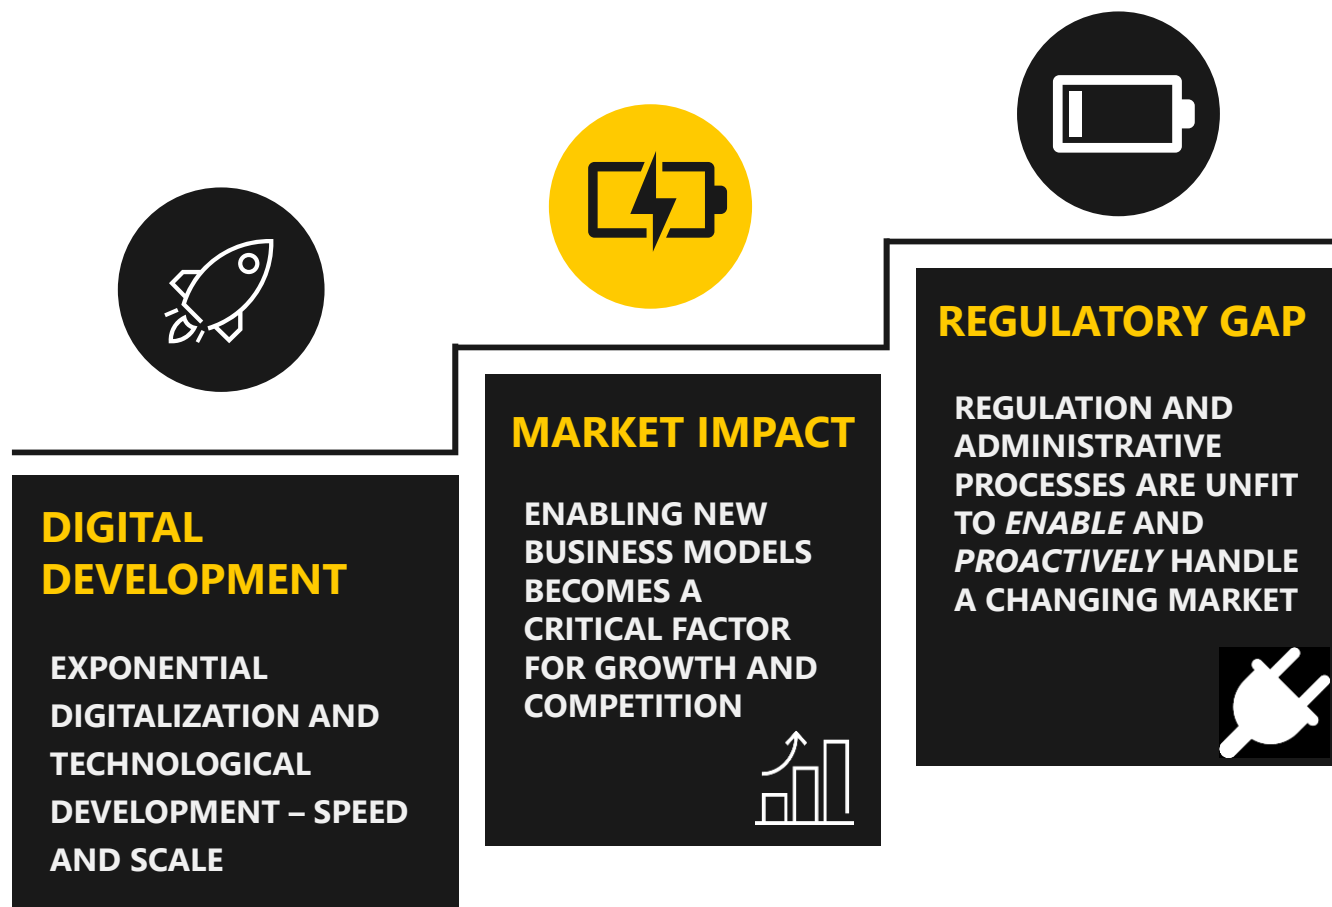 DIGITAL
DEVELOPMENT
EXPONENTIAL
DIGITALIZATION AND
TECHNOLOGICAL
DEVELOPMENT – SPEED
AND SCALE
MARKET IMPACT
ENABLING NEW
BUSINESS MODELS
BECOMES A
CRITICAL FACTOR
FOR GROWTH AND
COMPETITION
REGULATORY GAP
REGULATION AND
ADMINISTRATIVE
PROCESSES ARE UNFIT
TO ENABLE AND
PROACTIVELY HANDLE
A CHANGING MARKET